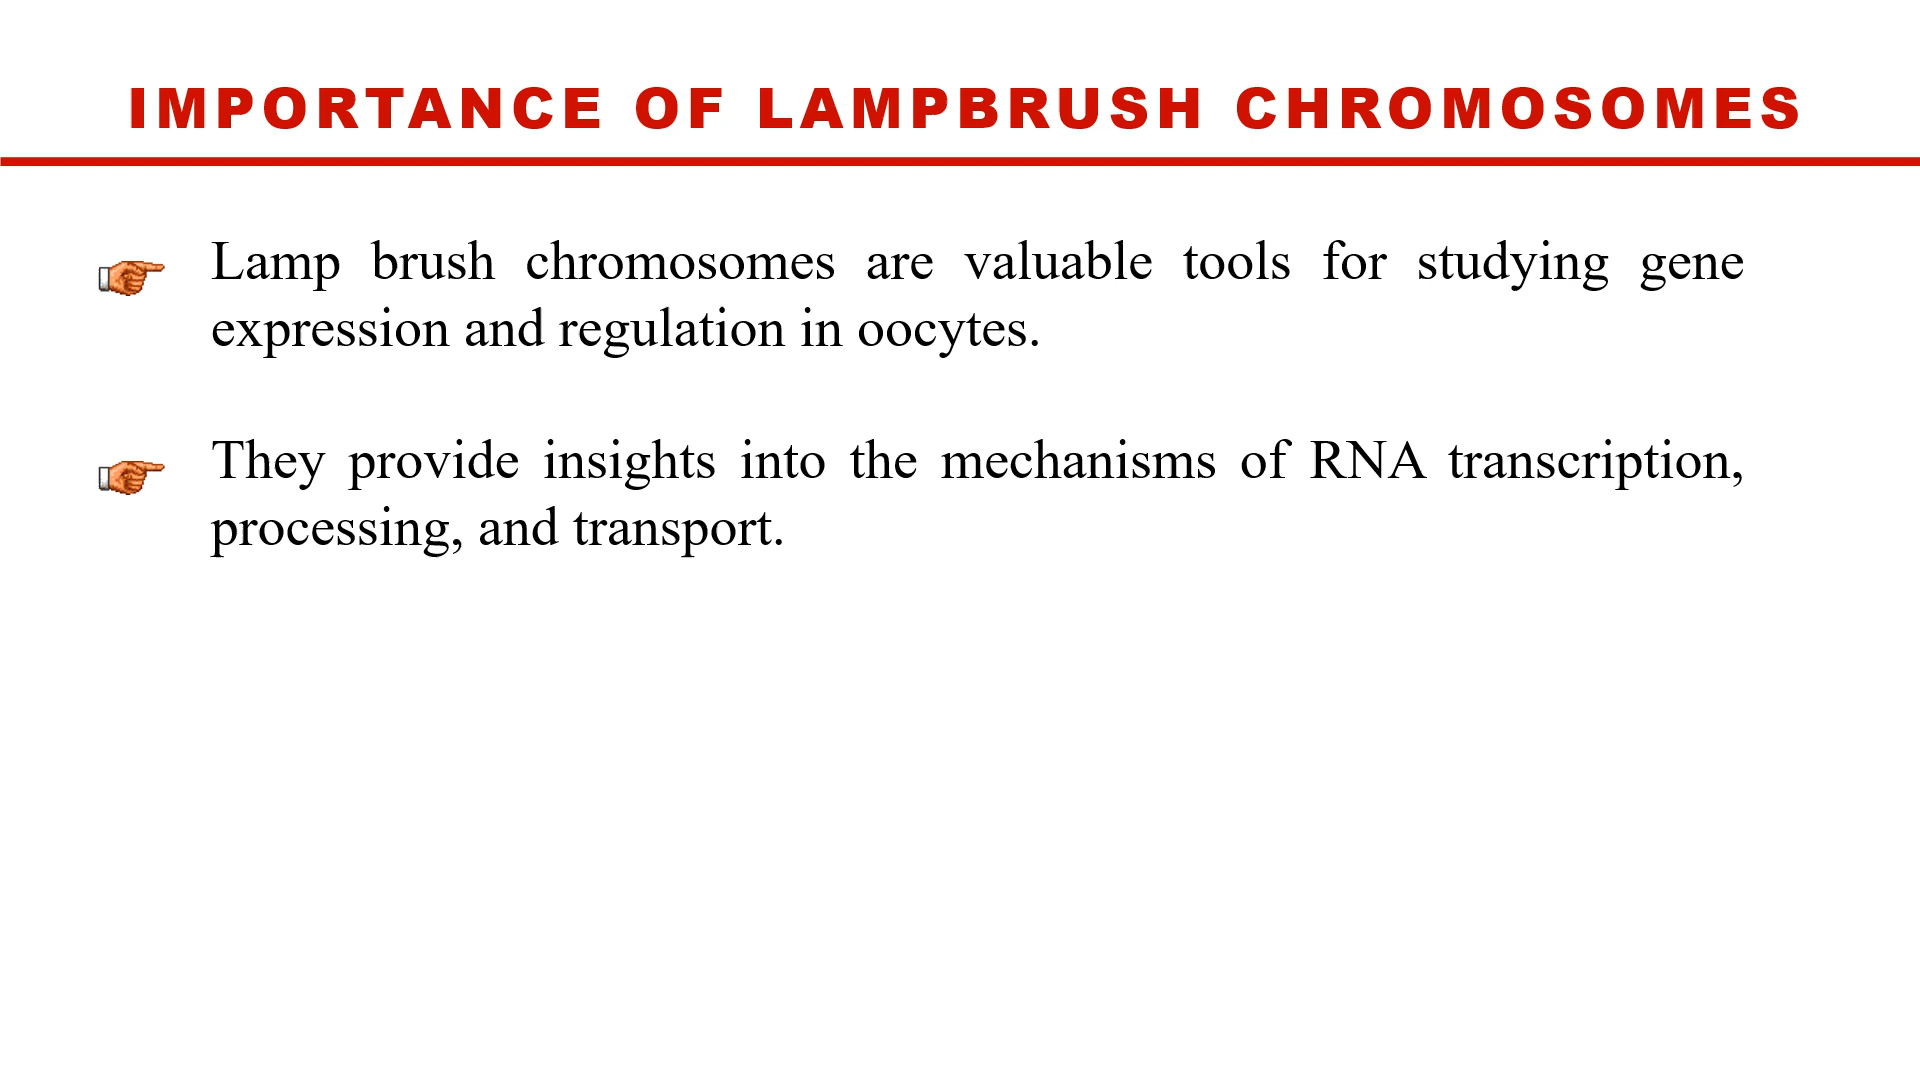 IMPORTANCE OF LAMPBRUSH CHROMOSOMES
Lamp brush chromosomes are valuable tools for studying gene
expression and regulation in oocytes.
They provide insights into the mechanisms of RNA transcription,
processing, and transport.